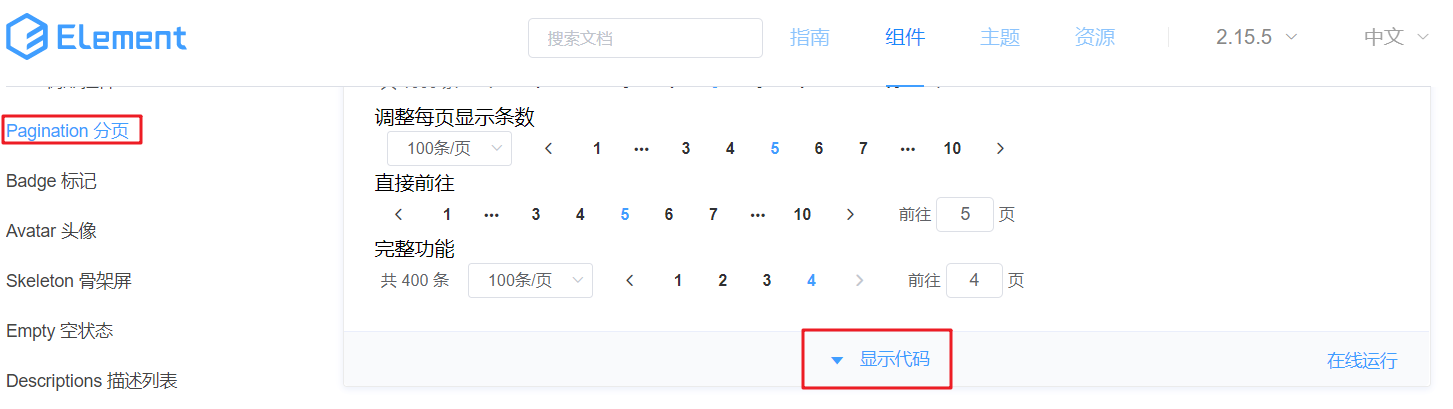 Element
搜索文档
指南
组件
主题
资源
2.15.5
中文
Pagination 分页
Badge 标记
Avatar 头像
Skeleton 骨架屏
Empty 空状态
Descriptions 描述列表
调整每页显示条数
100条/页 1 ••• 3 4 5 6 7 ••• 10
直接前往
1 ••• 3 4 5 6 7 ••• 10 前往 5 页
完整功能
共 400 条 100条/页 1 2 3 4 前往 4 页
显示代码
在线运行